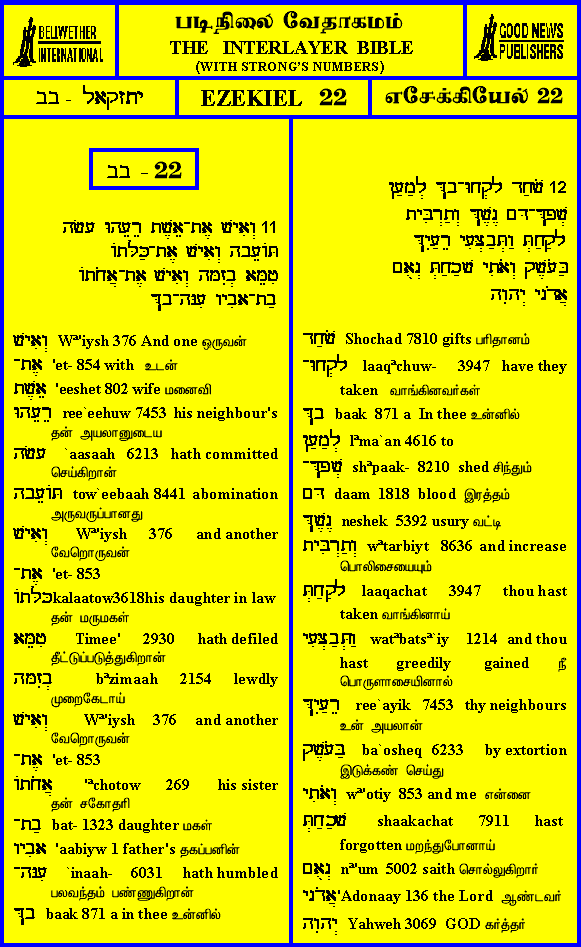 BELLWETHER
INTERNATIONAL
படிநிலை வேதாகமம்
THE INTERLAYER BIBLE
(WITH STRONG'S NUMBERS)
GOOD NEWS
PUBLISHERS
יחזקאל - בב
EZEKIEL 22
எசேக்கியேல் 22
בב - 22
11 וְאִישׁ אֶת־אֵשֶׁת רֵעֵהוּ עָשָׂה
תּוֹעֵבָה וְאִישׁ אֶת־כַּלָּתוֹ
טִמֵּא בְזִמָּה וְאִישׁ אֶת־אֲחֹתוֹ
בַת־אָבִיו עִנָּה־בָךְ
וְאִישׁ Wᵃ'iysh 376 And one ஒருவன்
אֶת־ 'et- 854 with உடன்
אֵשֶׁת 'eeshet 802 wife மனைவி
רֵעֵהוּ ree`eehuw 7453 his neighbour's
தன் அயலானுடைய
עָשָׂה `aasaah 6213 hath committed
செய்கிறான்
תּוֹעֵבָה tow`eebaah 8441 abomination
அருவருப்பானது
וְאִישׁ Wᵃ'iysh 376 and another
வேறொருவன்
אֶת־ 'et- 853
כַּלָּתוֹ kalaatow3618his daughter in law
தன் மருமகள்
טִמֵּא Timee' 2930 hath defiled
தீட்டுப்படுத்துகிறான்
בְזִמָּה bᵃzimaah 2154 lewdly
முறைகேடாய்
וְאִישׁ Wᵃ'iysh 376 and another
வேறொருவன்
אֶת־ 'et- 853
אֲחֹתוֹ 'ᵃchotow 269 his sister
தன் சகோதரி
בַת־ bat- 1323 daughter மகள்
אָבִיו 'aabiyw 1 father's தகப்பனின்
עִנָּה־ `inaah- 6031 hath humbled
பலவந்தம் பண்ணுகிறான்
בָךְ baak 871 a in thee உன்னில்
12 שֹׁחַד לָקְחוּ־בָךְ לְמַעַן
שְׁפָךְ־דָּם נֶשֶׁךְ וְתַרְבִּית
לָקַחַתְּ וַתְּבַצְּעִי רֵעַיִךְ
בַּעֹשֶׁק וְאֹתִי שָׁכַחַתְּ נְאֻם
אֲדֹנָי יְהוִה
שֹׁחַד Shochad 7810 gifts பரிதானம்
לָקְחוּ־ laaqᵃchuw- 3947 have they
taken வாங்கினவர்கள்
בָךְ baak 871 a In thee உன்னில்
לְמַעַן lᵃma`an 4616 to
שְׁפָךְ־ shᵃpaak- 8210 shed சிந்தும்
דָּם daam 1818 blood இரத்தம்
נֶשֶׁךְ neshek 5392 usury வட்டி
וְתַרְבִּית wᵃtarbiyt 8636 and increase
பொலிசையையும்
לָקַחַתְּ laaqachat 3947 thou hast
taken வாங்கினாய்
וַתְּבַצְּעִי watᵃbatsᵃ`iy 1214 and thou
hast greedily gained நீ
பொருளாசையினால்
רֵעַיִךְ ree`ayik 7453 thy neighbours
உன் அயலான்
בַּעֹשֶׁק ba`osheq 6233 by extortion
இடுக்கண் செய்து
וְאֹתִי wᵃ'otiy 853 and me என்னை
שָׁכַחַתְּ shaakachat 7911 hast
forgotten மறந்துபோனாய்
נְאֻם nᵃ'um 5002 saith சொல்லுகிறார்
אֲדֹנָי 'Adonaay 136 the Lord ஆண்டவர்
יְהוִה Yahweh 3069 GOD கர்த்தர்